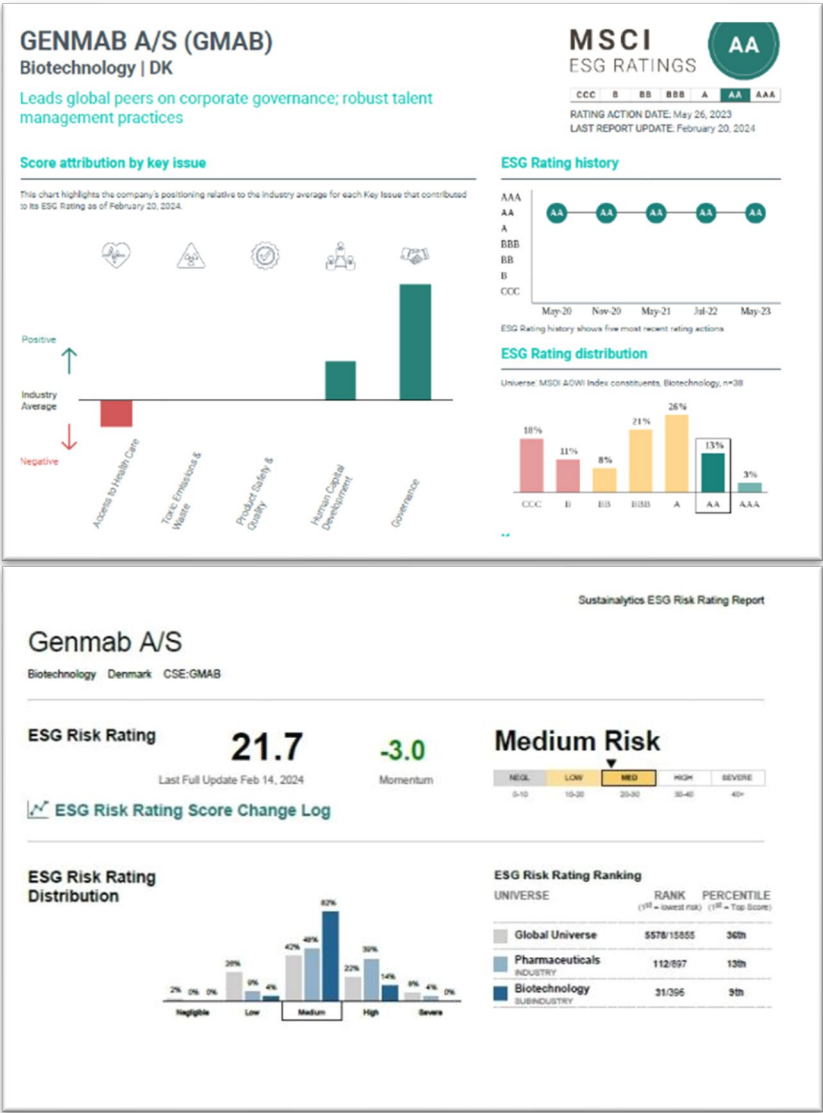 GENMAB A/S (GMAB)
Biotechnology | DK
Leads global peers on corporate governance; robust talent
management practices
MSCI
ESG RATINGS
AA
CCC B BB BBB A AA AAA
RATING ACTION DATE: May 26, 2023
LAST REPORT UPDATE: February 20, 2024
Score attribution by key issue
This chart highlights the company's positioning relative to the industry average for each Key Issue that contributed
to its ESG Rating as of February 20, 2024.
Positive
Industry
Average
Negative
Access to Health Care
Toxic Emissions &
Waste
Product Safety &
Quality
Human Capital
Development
Governance
ESG Rating history
AAA
AA
A
BBB
BB
B
CCC
AA AA AA AA AA
May-20 Nov-20 May-21 Jul-22 May-23
ESG Rating history shows five most recent rating actions
ESG Rating distribution
Universe: MSCI ACWI Index constituents, Biotechnology, n=38
18% 11% 8% 21% 26% 13% 3%
CCC B BB BBB A AA AAA
Sustainalytics ESG Risk Rating Report
Genmab A/S
Biotechnology Denmark CSE:GMAB
ESG Risk Rating
21.7
-3.0
Last Full Update Feb 14, 2024
Momentum
Medium Risk
NEGL LOW MED HIGH SEVERE
0-10 10-20 20-30 30-40 40+
ESG Risk Rating Score Change Log
ESG Risk Rating
Distribution
2% 0% 0% 26% 9% 4% 42% 48% 82% 22% 39% 14% 8% 4% 0%
Negligible Low Medium High Severe
ESG Risk Rating Ranking
UNIVERSE RANK PERCENTILE
(1st = lowest risk) (1st = Top Score)
Global Universe 5578/15855 36th
Pharmaceuticals 112/897 13th
INDUSTRY
Biotechnology 31/396 9th
SUBINDUSTRY